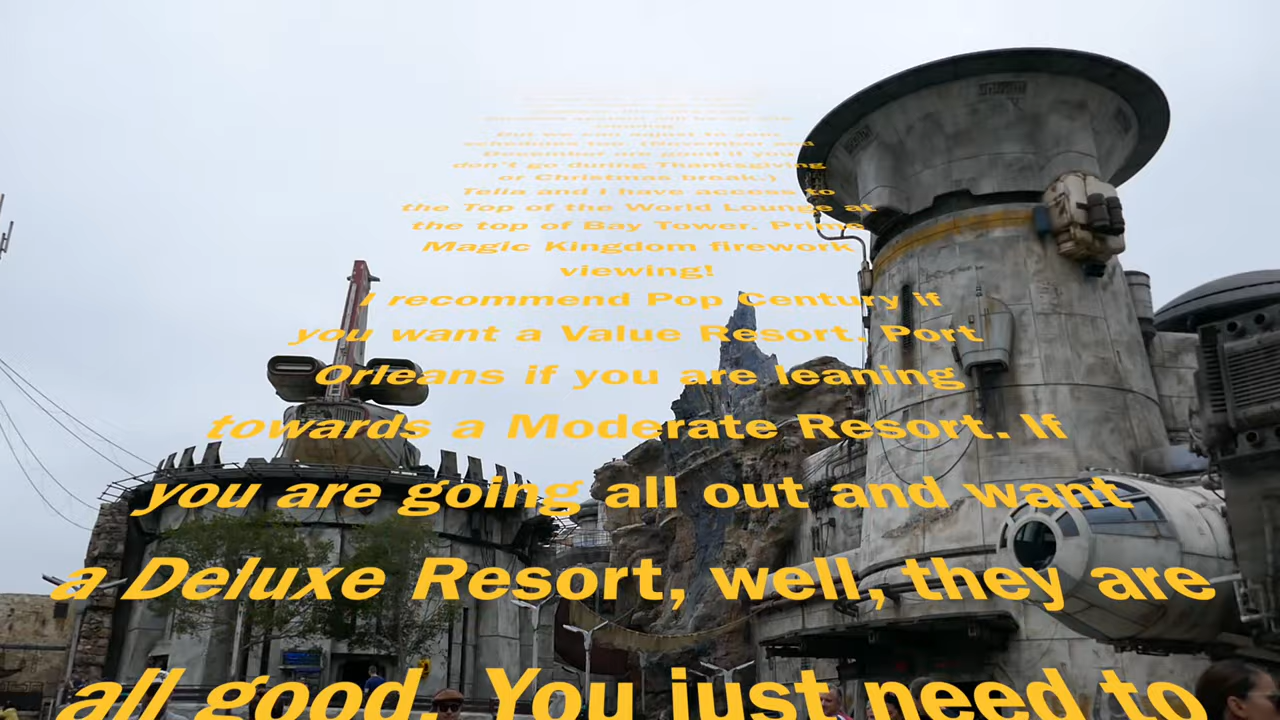 But we can adjust to your
schedules too. (November and
December are good if you
don't go during Thanksgiving
or Christmas break.)
Telia and I have access to
the Top of the World Lounge at
the top of Bay Tower. Prime
Magic Kingdom firework
viewing!
I recommend Pop Century if
you want a Value Resort. Port
Orleans if you are leaning
towards a Moderate Resort. If
you are going all out and want
a Deluxe Resort, well, they are
all good. You just need to